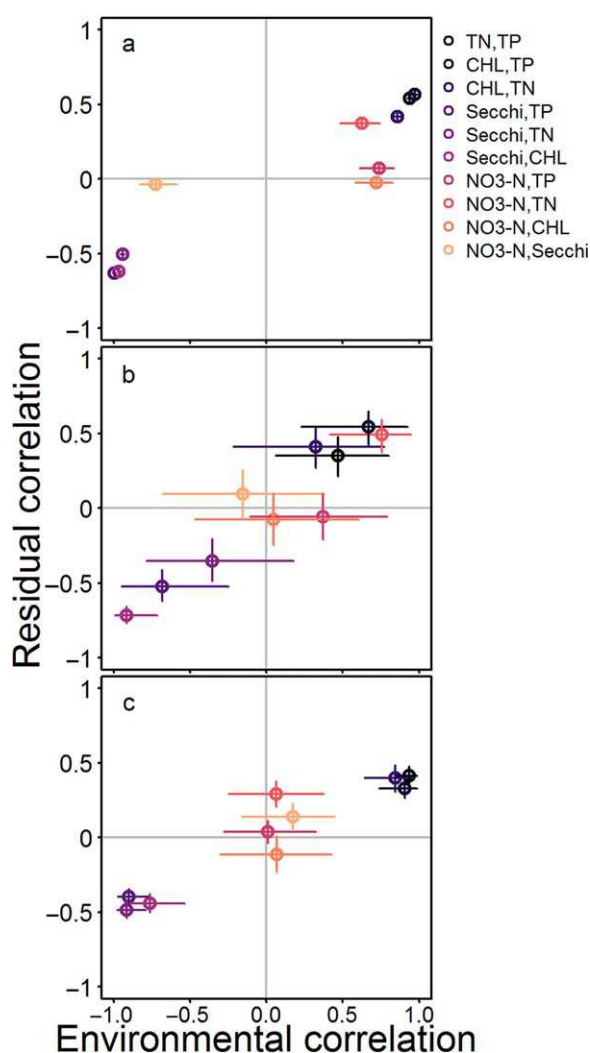 a
1
0.5
0
−0.5
−1
TN,TP
CHL,TP
CHL,TN
Secchi,TP
Secchi,TN
Secchi,CHL
NO3-N,TP
NO3-N,TN
NO3-N,CHL
NO3-N,Secchi
b
1
0.5
0
−0.5
−1
Residual correlation
c
1
0.5
0
−0.5
−1
−1.0 −0.5 0.0 0.5 1.0
Environmental correlation